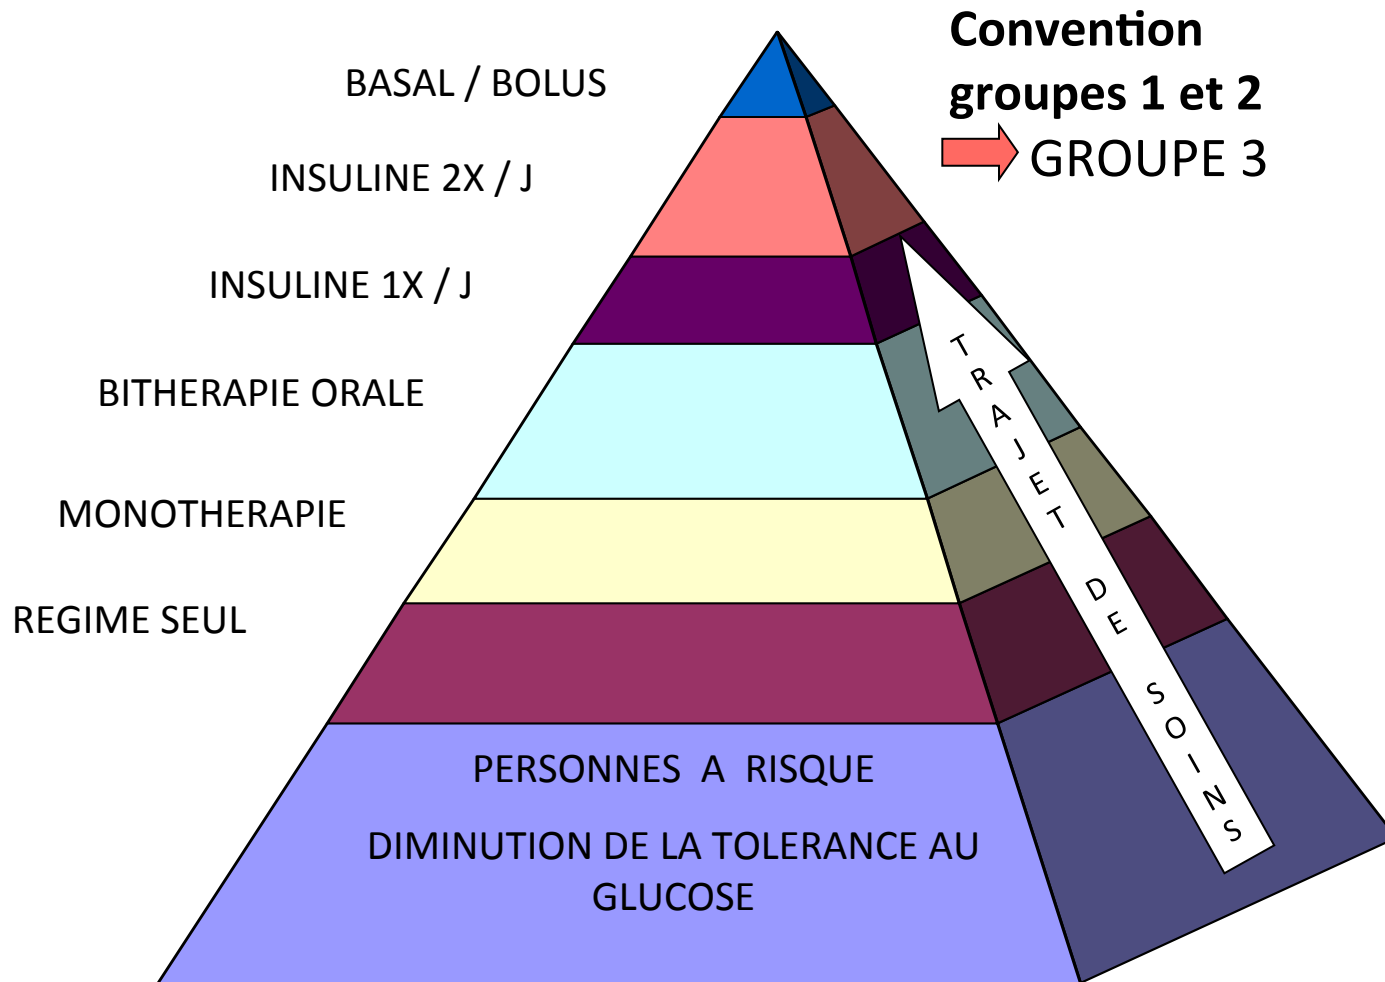 Convention
groupes 1 et 2
GROUPE 3
BASAL / BOLUS
INSULINE 2X / J
INSULINE 1X / J
BITHERAPIE ORALE
MONOTHERAPIE
REGIME SEUL
PERSONNES A RISQUE
DIMINUTION DE LA TOLERANCE AU
GLUCOSE
TRAJET DE SOINS